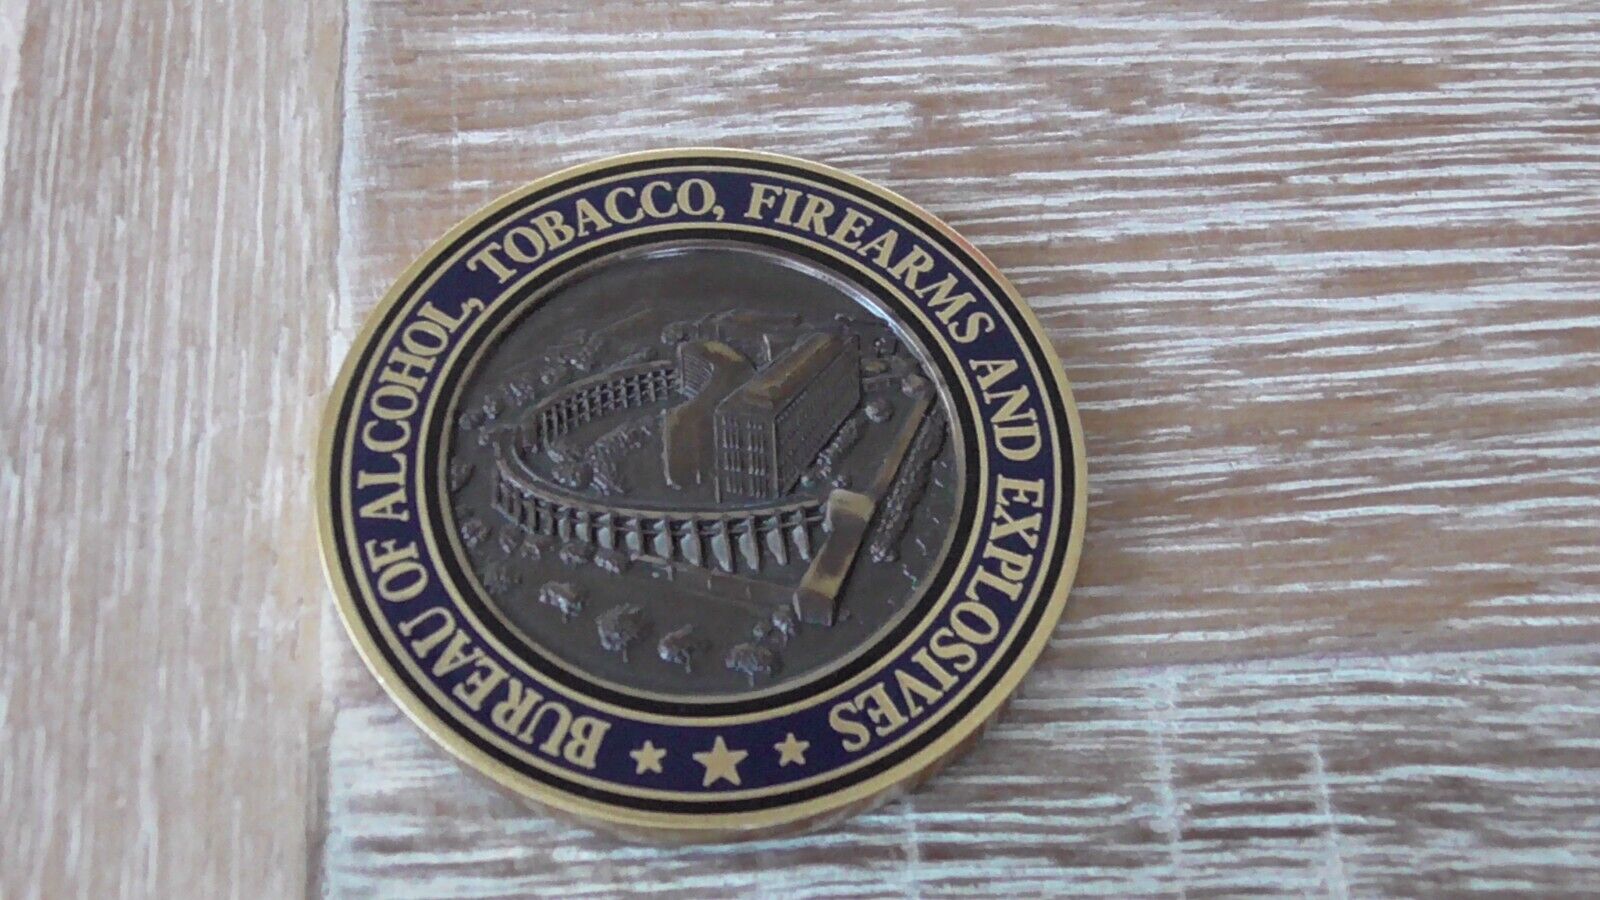 BUREAU OF ALCOHOL, TOBACCO, FIREARMS AND EXPLOSIVES